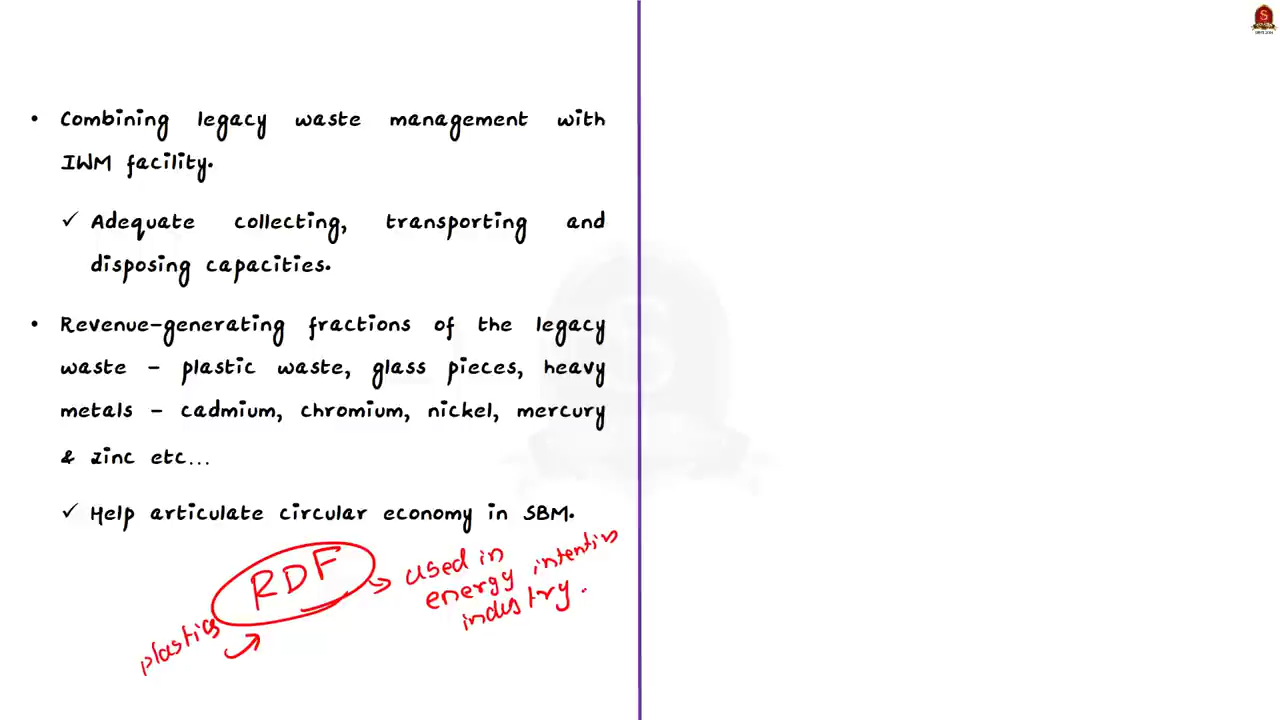 • Combining legacy waste management with
IWM facility.
✓ Adequate collecting, transporting and
disposing capacities.
• Revenue-generating fractions of the legacy
waste – plastic waste, glass pieces, heavy
metals – cadmium, chromium, nickel, mercury
& zinc etc...
✓ Help articulate circular economy in SBM.
RDF
used in
energy intentiv
industry.
plastics
S
S